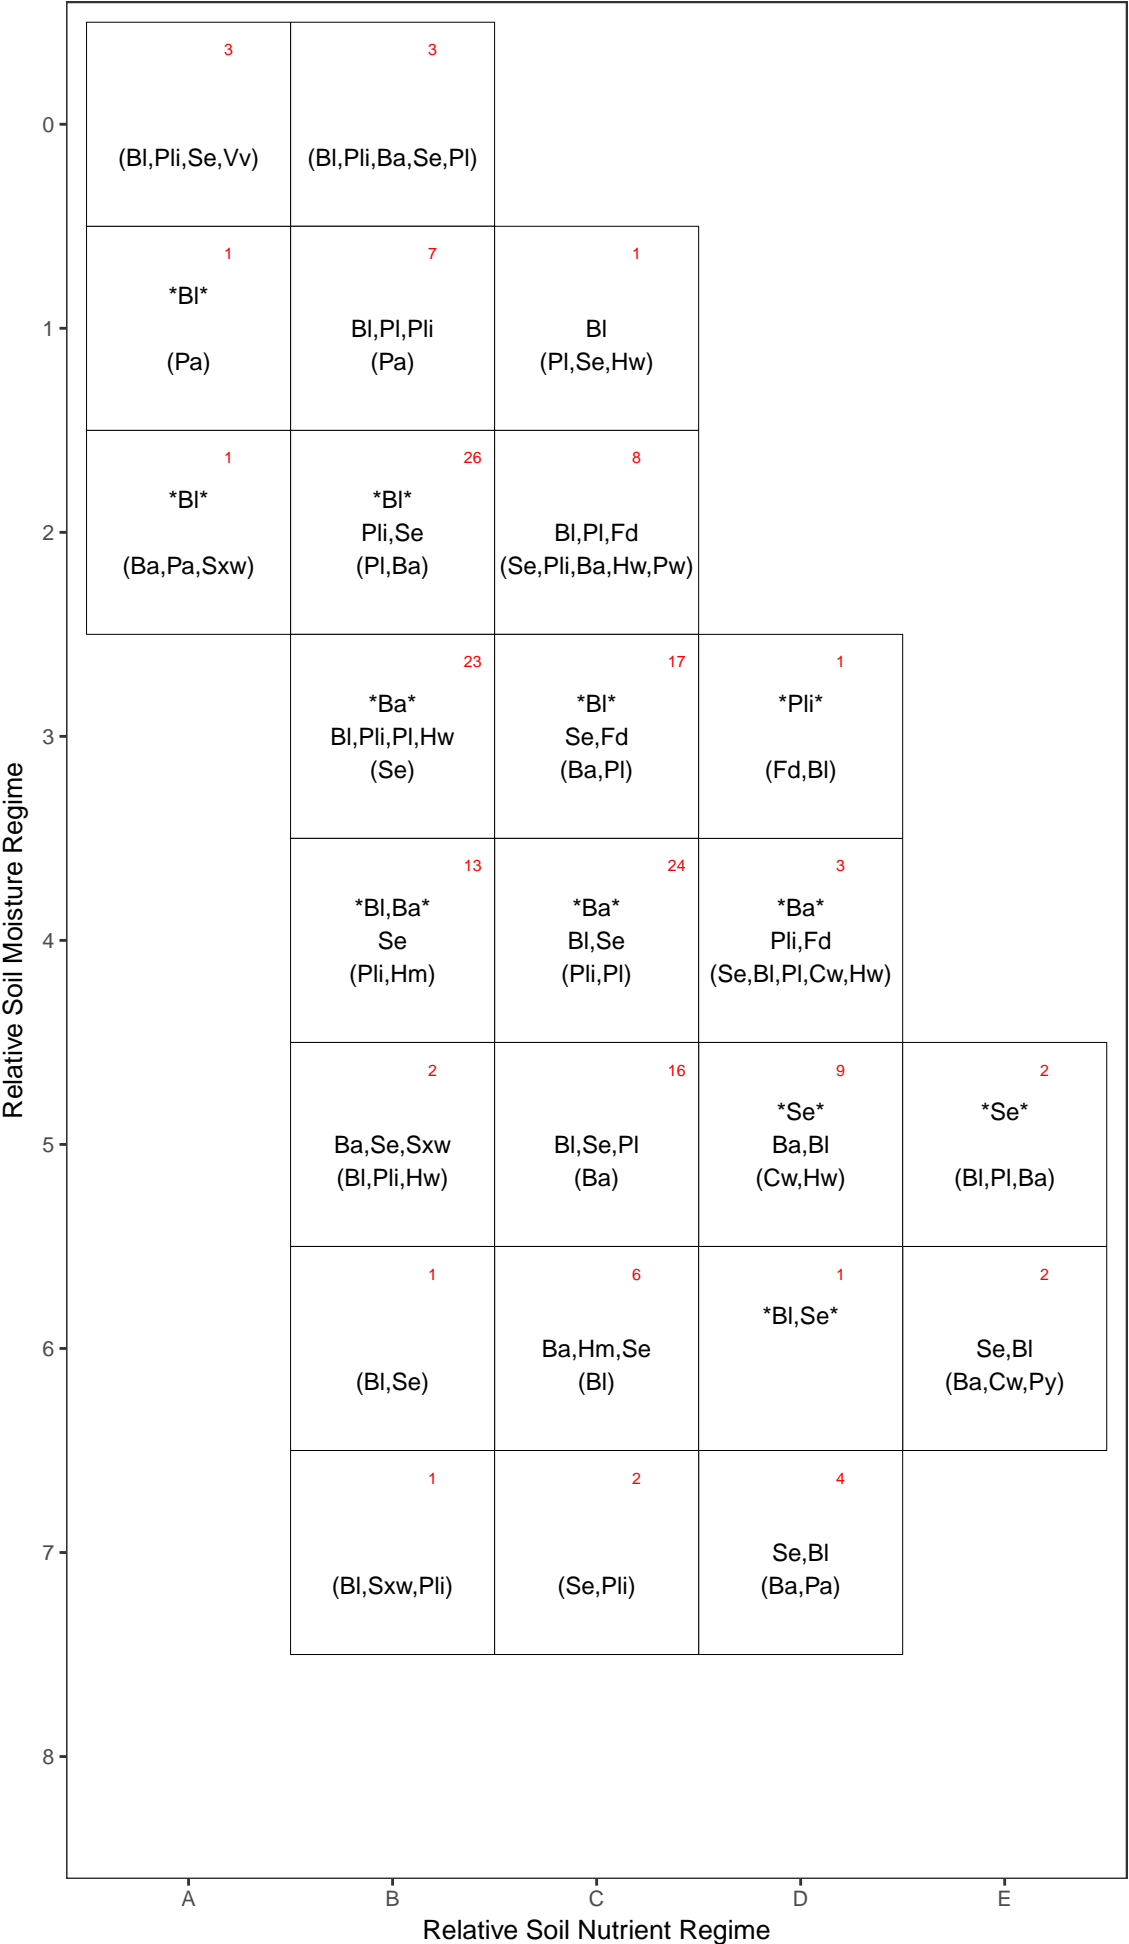 3
3
0
(Bl,Pli,Se,Vv)
(Bl,Pli,Ba,Se,Pl)
1
7
1
*Bl*
1
Bl,Pl,Pli
Bl
(Pa)
(Pa)
(Pl,Se,Hw)
1
26
8
*Bl*
*Bl*
2
Pli,Se
Bl,Pl,Fd
(Ba,Pa,Sxw)
(Pl,Ba)
(Se,Pli,Ba,Hw,Pw)
23
17
1
*Ba*
*Bl*
*Pli*
3
Bl,Pli,Pl,Hw
Se,Fd
(Se)
(Ba,Pl)
(Fd,Bl)
13
24
3
*Bl,Ba*
*Ba*
*Ba*
4
Se
Bl,Se
Pli,Fd
(Pli,Hm)
(Pli,Pl)
(Se,Bl,Pl,Cw,Hw)
2
16
9
2
*Se*
*Se*
5
Ba,Se,Sxw
Bl,Se,Pl
Ba,Bl
(Bl,Pli,Hw)
(Ba)
(Cw,Hw)
(Bl,Pl,Ba)
1
6
1
2
*Bl,Se*
6
Ba,Hm,Se
Se,Bl
(Bl,Se)
(Bl)
(Ba,Cw,Py)
1
2
4
7
Se,Bl
(Bl,Sxw,Pli)
(Se,Pli)
(Ba,Pa)
8
A
B
C
D
E
Relative Soil Nutrient Regime
Relative Soil Moisture Regime